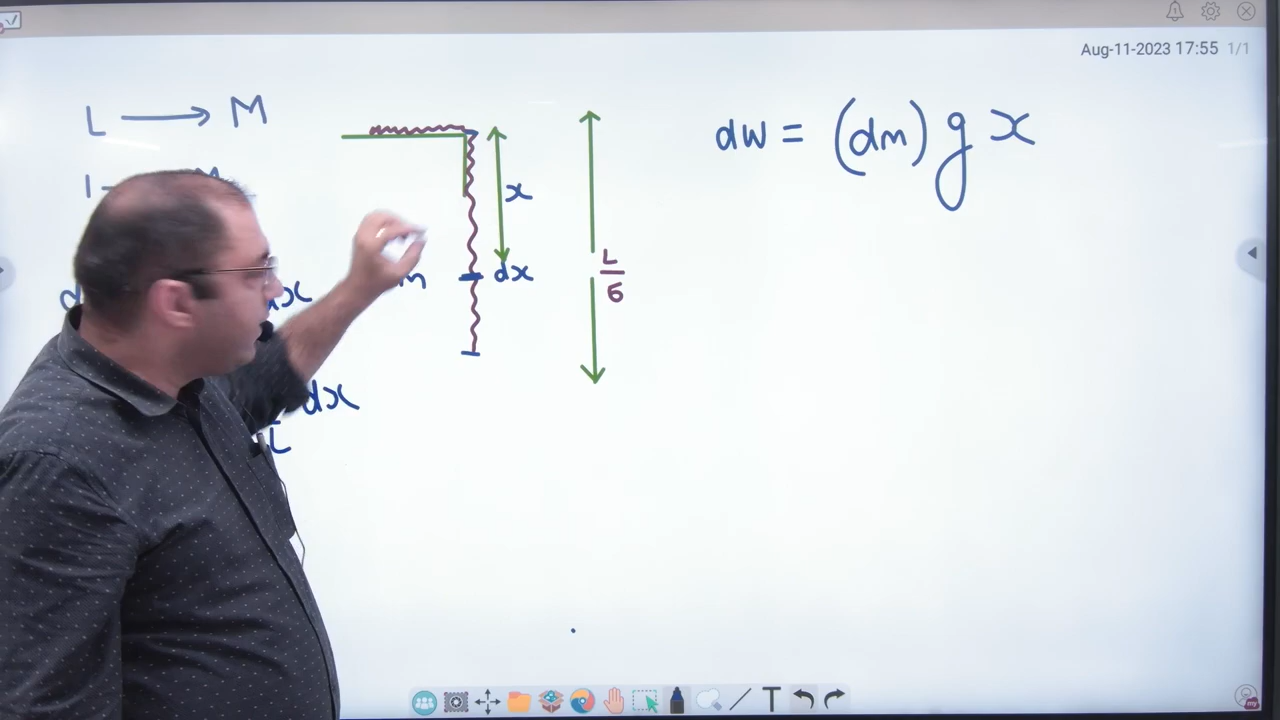 Aug-11-2023 17:55 1/1
L → M
dw = (dm) g x
x
L
6
dx
dx
L
T